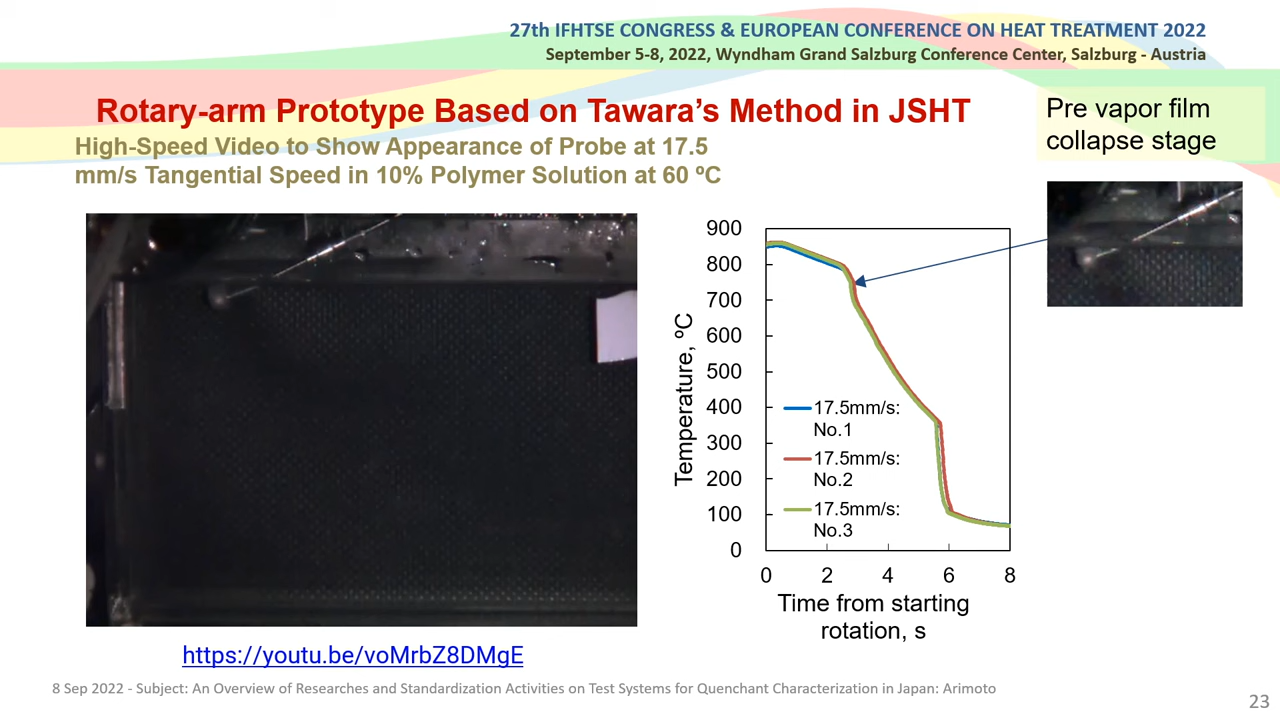 27th IFHTSE CONGRESS & EUROPEAN CONFERENCE ON HEAT TREATMENT 2022
September 5-8, 2022, Wyndham Grand Salzburg Conference Center, Salzburg - Austria
Rotary-arm Prototype Based on Tawara’s Method in JSHT
High-Speed Video to Show Appearance of Probe at 17.5
mm/s Tangential Speed in 10% Polymer Solution at 60 ºC
Pre vapor film
collapse stage
900
800
700
600
500
400
300
200
100
0
Temperature, ºC
17.5mm/s:
No.1
17.5mm/s:
No.2
17.5mm/s:
No.3
0 2 4 6 8
Time from starting
rotation, s
https://youtu.be/voMrbZ8DMgE
8 Sep 2022 - Subject: An Overview of Researches and Standardization Activities on Test Systems for Quenchant Characterization in Japan: Arimoto
23